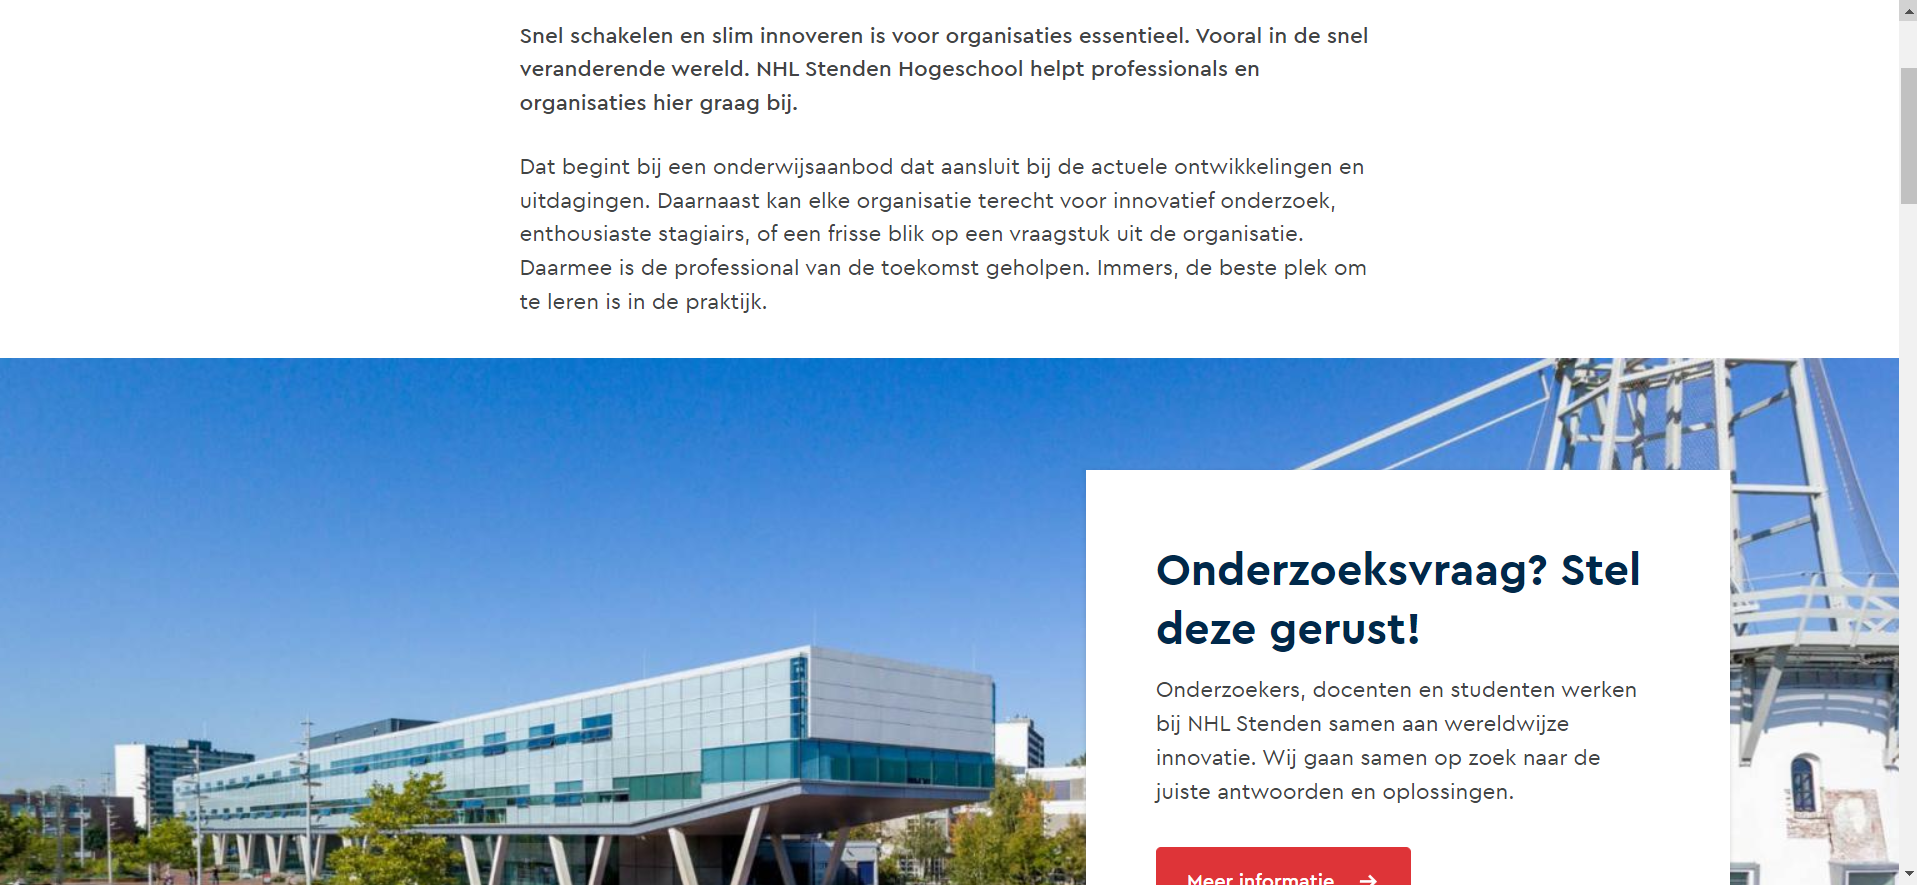 Snel schakelen en slim innoveren is voor organisaties essentieel. Vooral in de snel
veranderende wereld. NHL Stenden Hogeschool helpt professionals en
organisaties hier graag bij.
Dat begint bij een onderwijsaanbod dat aansluit bij de actuele ontwikkelingen en
uitdagingen. Daarnaast kan elke organisatie terecht voor innovatief onderzoek,
enthousiaste stagiairs, of een frisse blik op een vraagstuk uit de organisatie.
Daarmee is de professional van de toekomst geholpen. Immers, de beste plek om
te leren is in de praktijk.
Onderzoeksvraag? Stel
deze gerust!
Onderzoekers, docenten en studenten werken
bij NHL Stenden samen aan wereldwijze
innovatie. Wij gaan samen op zoek naar de
juiste antwoorden en oplossingen.
Meer informatie